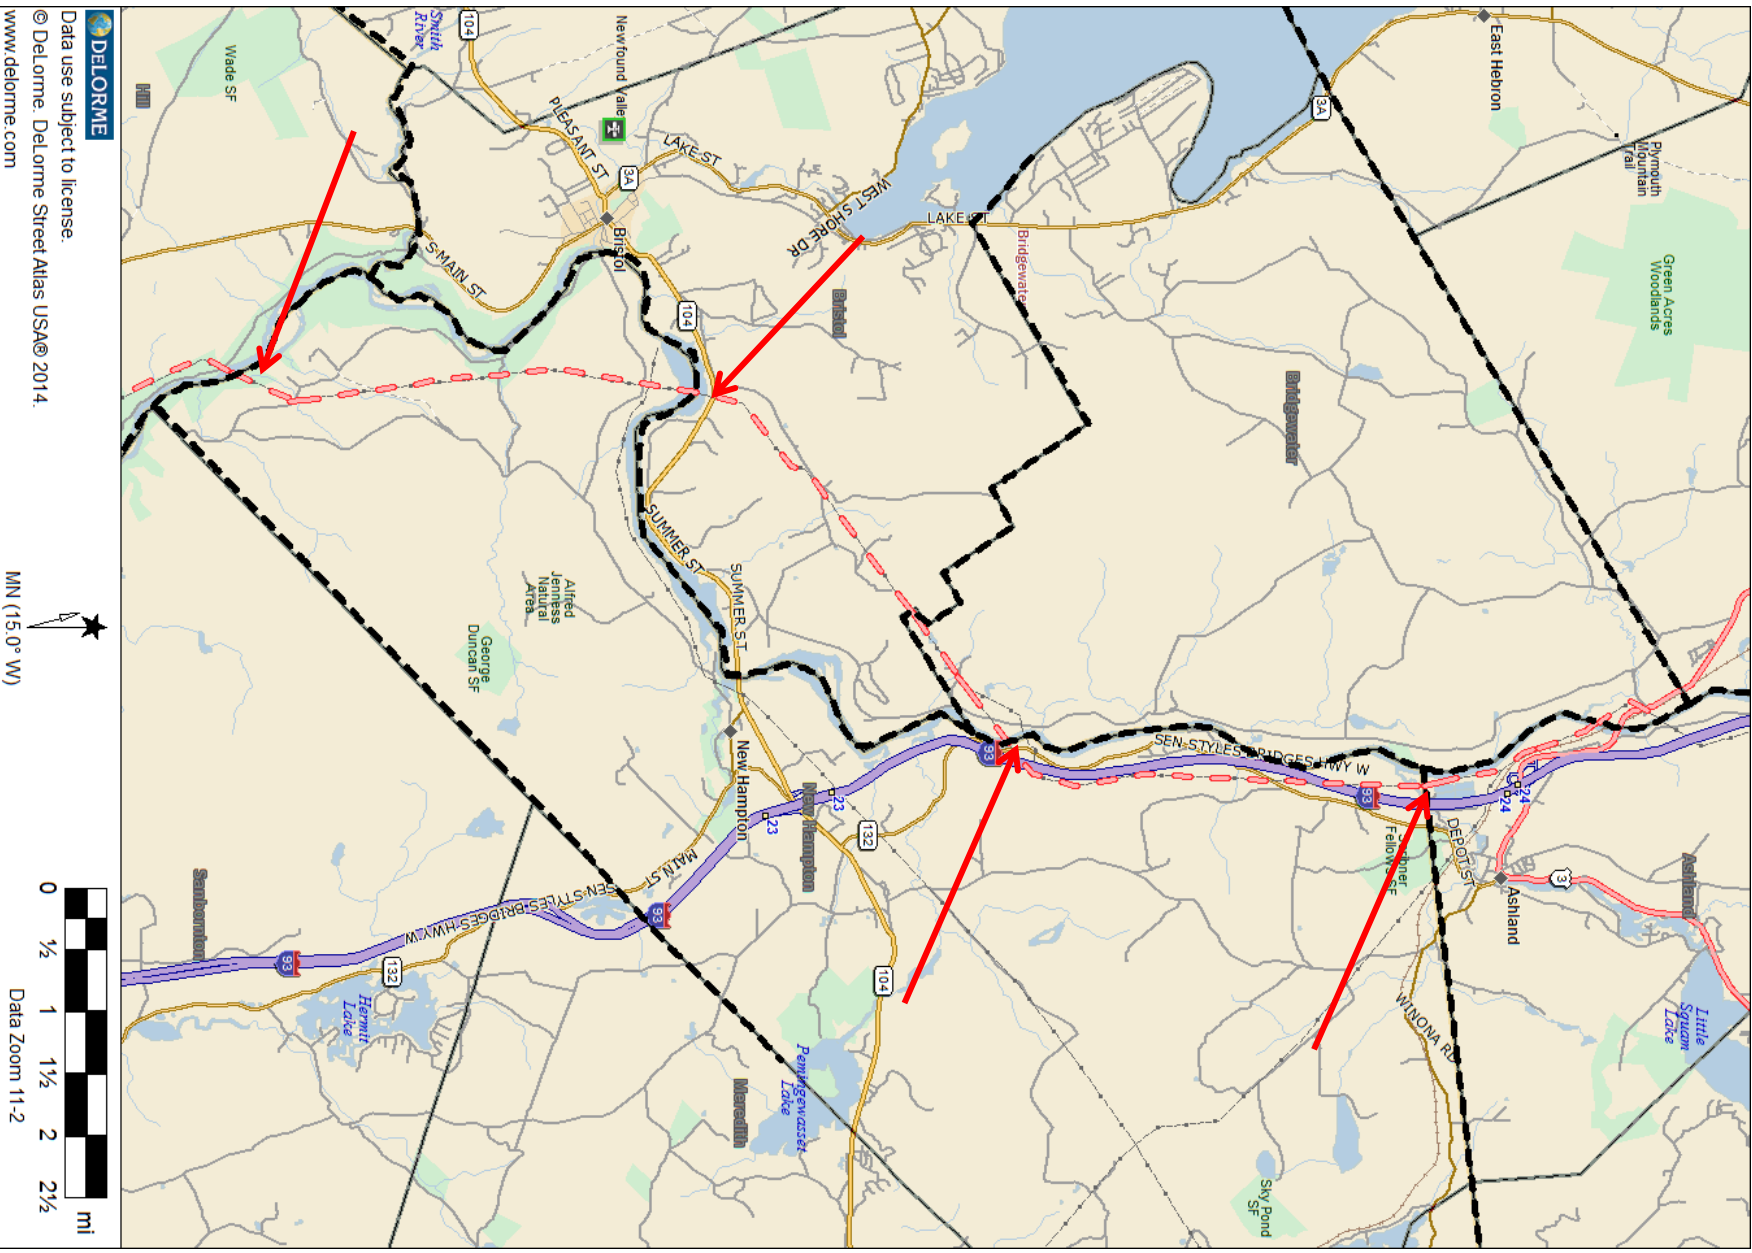 East Hebron
3A
Plymouth
Mountain
Trail
Green Acres
Woodlands
Smith
River
104
Newfound Valle
PLEASANT ST
LAKE ST
3A
WEST SHORE DR
LAKE ST
Bridgewater
Wade SF
Hill
Bristol
S-MAIN ST
104
Bristol
Bridgewater
SUMMER ST
SUMMER ST
Alfred
Jenness
Natural
Area
George
Duncan SF
SEN-STYLES BRIDGES HWY W
93
93
24
24
New Hampton
New Hampton
23
23
132
DEPOT ST
Fellows SF
Ashland
3
Ashland
MAIN ST
SEN-STYLES BRIDGES HWY W
93
Sanbornton
93
132
Hermit
Lake
104
WINONA RD
Little
Squam
Lake
Pemigewasset
Lake
Meredith
Sky Pond
SF
DELORME
Data use subject to license.
© DeLorme. DeLorme Street Atlas USA® 2014.
www.delorme.com
MN (15.0° W)
0 ½ 1 1½ 2 2½
mi
Data Zoom 11-2